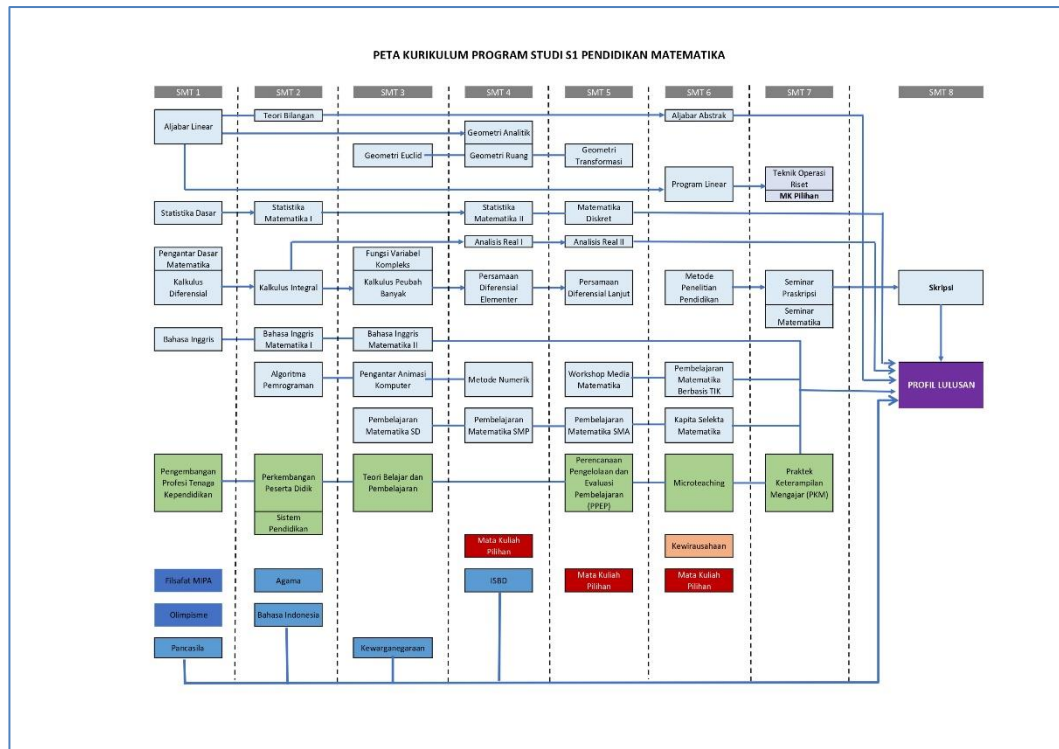 PETA KURIKULUM PROGRAM STUDI S1 PENDIDIKAN MATEMATIKA
SMT 1
SMT 2
SMT 3
SMT 4
SMT 5
SMT 6
SMT 7
SMT 8
Aljabar Linear
Teori Bilangan
Aljabar Abstrak
Geometri Analitik
Geometri Euclid
Geometri Ruang
Geometri
Transformasi
Program Linear
Teknik Operasi
Riset
MK Pilihan
Statistika Dasar
Statistika
Matematika I
Statistika
Matematika II
Matematika
Diskret
Analisis Real I
Analisis Real II
Pengantar Dasar
Matematika
Kalkulus
Diferensial
Kalkulus Integral
Fungsi Variabel
Kompleks
Kalkulus Peubah
Banyak
Persamaan
Diferensial
Elementer
Persamaan
Diferensial Lanjut
Metode
Penelitian
Pendidikan
Seminar
Praskripsi
Seminar
Matematika
Skripsi
Bahasa Inggris
Bahasa Inggris
Matematika I
Bahasa Inggris
Matematika II
Algoritma
Pemrograman
Pengantar Animasi
Komputer
Metode Numerik
Workshop Media
Matematika
Pembelajaran
Matematika
Berbasis TIK
PROFIL LULUSAN
Pembelajaran
Matematika SD
Pembelajaran
Matematika SMP
Pembelajaran
Matematika SMA
Kapita Selekta
Matematika
Pengembangan
Profesi Tenaga
Kependidikan
Perkembangan
Peserta Didik
Sistem
Pendidikan
Teori Belajar dan
Pembelajaran
Perencanaan
Pengelolaan dan
Evaluasi
Pembelajaran
(PPEP)
Microteaching
Praktek
Keterampilan
Mengajar (PKM)
Mata Kuliah
Pilihan
Kewirausahaan
Filsafat MIPA
Agama
ISBD
Mata Kuliah
Pilihan
Mata Kuliah
Pilihan
Olimpisme
Bahasa Indonesia
Pancasila
Kewarganegaraan